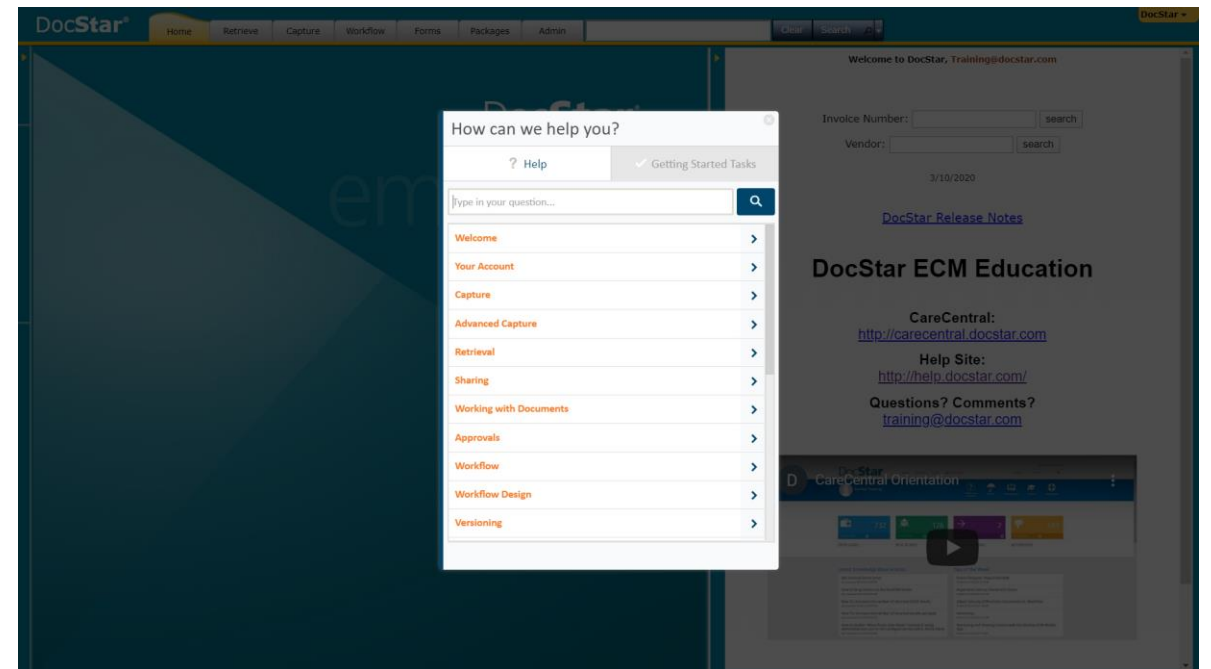 DocStar
DocStar®
Home Retrieve Capture Workflow Forms Packages Admin
Clear Search
Welcome to DocStar, Training@docstar.com
Invoice Number: search
Vendor: search
3/10/2020
DocStar Release Notes
DocStar ECM Education
CareCentral:
http://carecentral.docstar.com
Help Site:
http://help.docstar.com/
Questions? Comments?
training@docstar.com
D CareCentral Orientation
DocStar
em
How can we help you?
? Help
Getting Started Tasks
Type in your question...
Welcome
Your Account
Capture
Advanced Capture
Retrieval
Sharing
Working with Documents
Approvals
Workflow
Workflow Design
Versioning